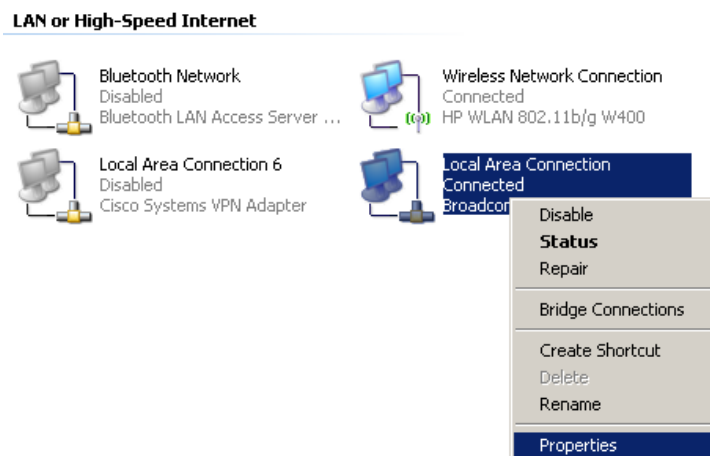 LAN or High-Speed Internet
Bluetooth Network
Disabled
Bluetooth LAN Access Server ...
Wireless Network Connection
Connected
HP WLAN 802.11b/g W400
Local Area Connection 6
Disabled
Cisco Systems VPN Adapter
Local Area Connection
Connected
Disable
Status
Repair
Bridge Connections
Create Shortcut
Delete
Rename
Properties